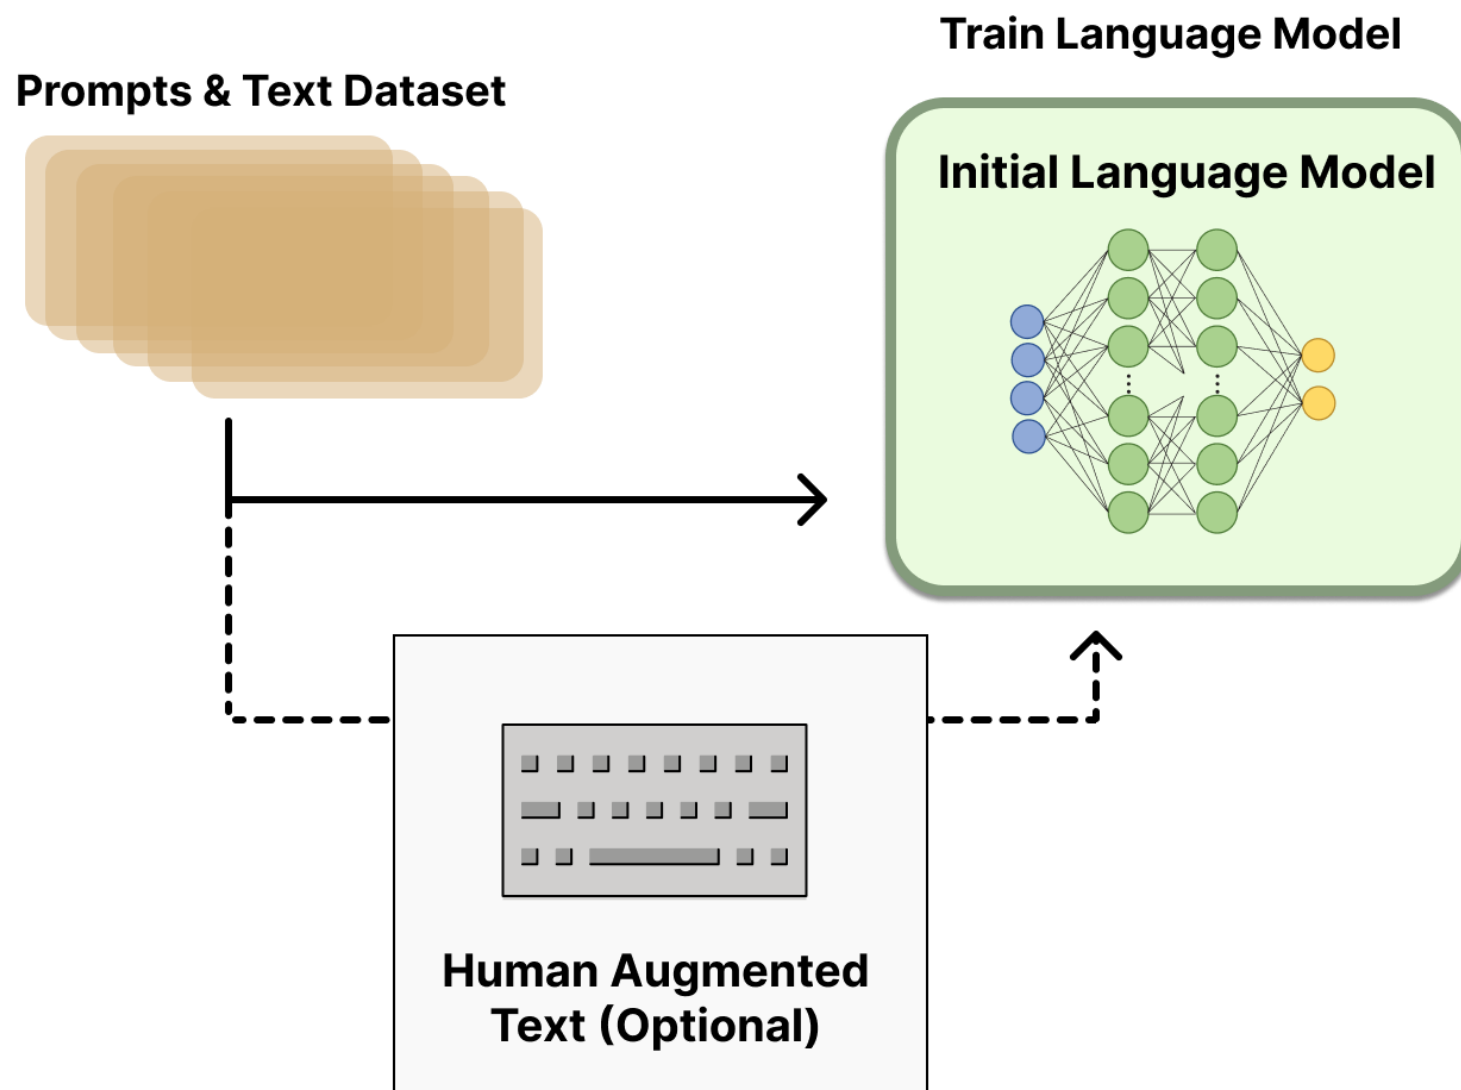 Prompts & Text Dataset
Train Language Model
Initial Language Model
Human Augmented
Text (Optional)